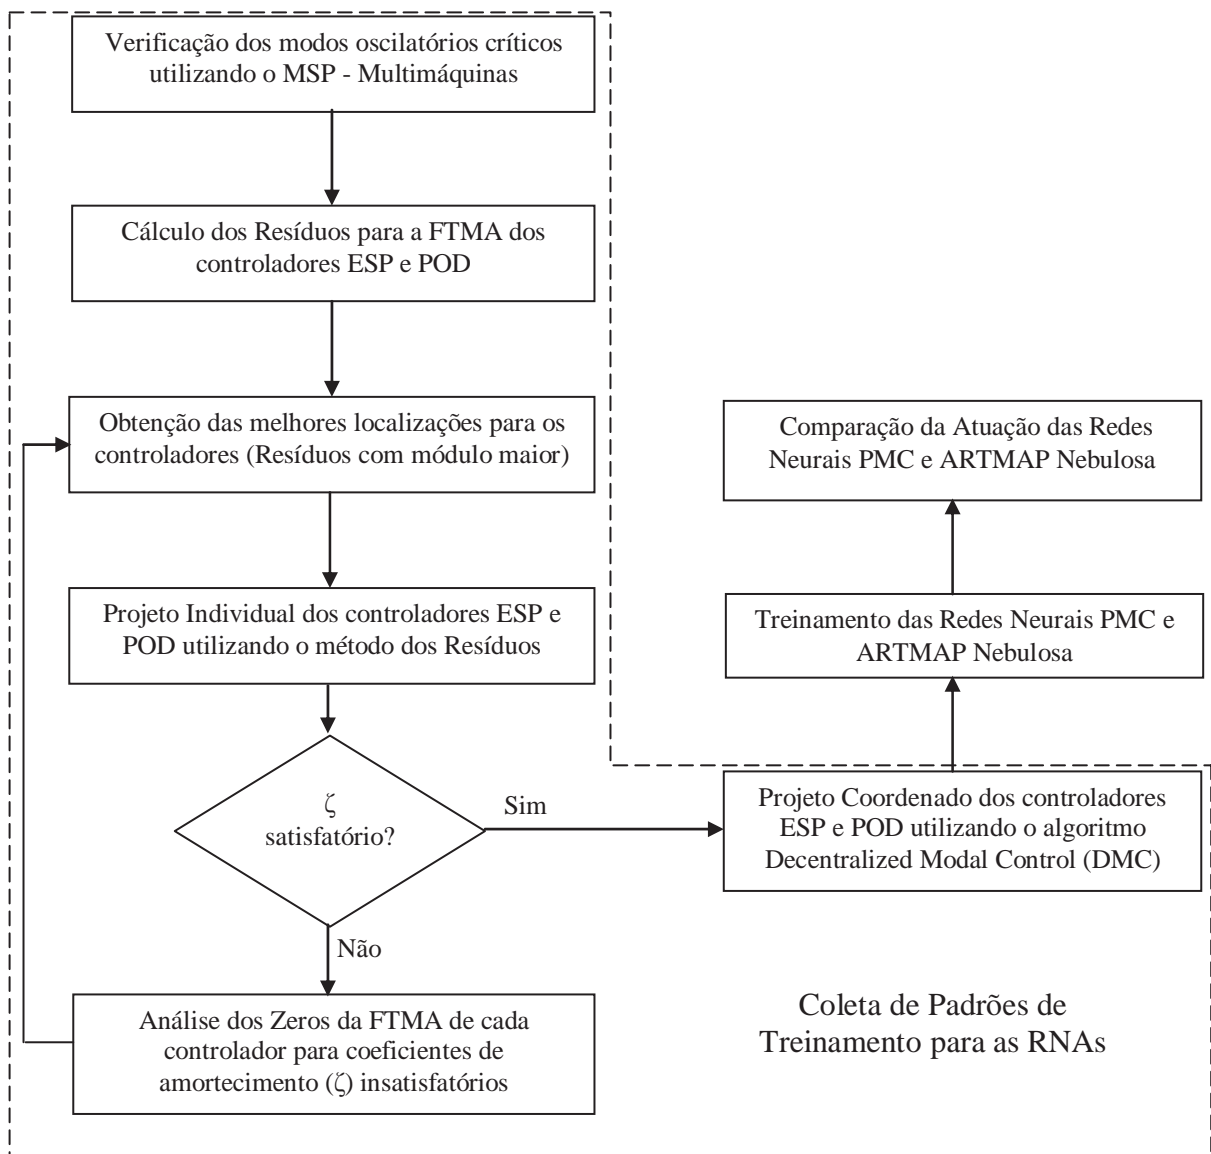 Verificação dos modos oscilatórios críticos
utilizando o MSP - Multimáquinas
Cálculo dos Resíduos para a FTMA dos
controladores ESP e POD
Obtenção das melhores localizações para os
controladores (Resíduos com módulo maior)
Projeto Individual dos controladores ESP e
POD utilizando o método dos Resíduos
ζ
satisfatório?
Sim
Não
Análise dos Zeros da FTMA de cada
controlador para coeficientes de
amortecimento (ζ) insatisfatórios
Comparação da Atuação das Redes
Neurais PMC e ARTMAP Nebulosa
Treinamento das Redes Neurais PMC e
ARTMAP Nebulosa
Projeto Coordenado dos controladores
ESP e POD utilizando o algoritmo
Decentralized Modal Control (DMC)
Coleta de Padrões de
Treinamento para as RNAs